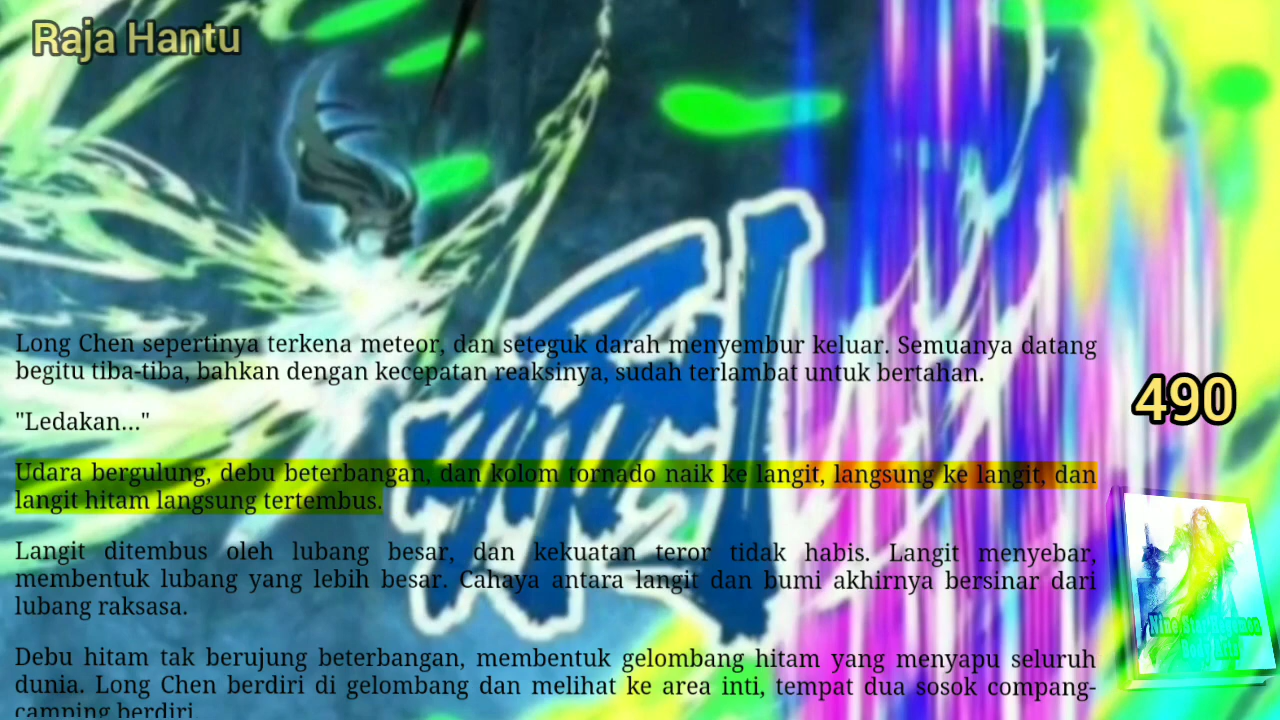 Raja Hantu
Long Chen sepertinya terkena meteor, dan seteguk darah menyembur keluar. Semuanya datang
begitu tiba-tiba, bahkan dengan kecepatan reaksinya, sudah terlambat untuk bertahan.
"Ledakan..."
Udara bergulung, debu beterbangan, dan kolom tornado naik ke langit, langsung ke langit, dan
langit hitam langsung tertembus.
Langit ditembus oleh lubang besar, dan kekuatan teror tidak habis. Langit menyebar,
membentuk lubang yang lebih besar. Cahaya antara langit dan bumi akhirnya bersinar dari
lubang raksasa.
Debu hitam tak berujung beterbangan, membentuk gelombang hitam yang menyapu seluruh
dunia. Long Chen berdiri di gelombang dan melihat ke area inti, tempat dua sosok compang-
camping berdiri.
490